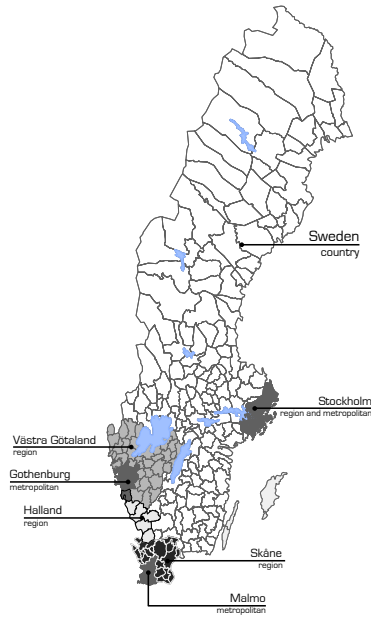 Sweden
country
Stockholm
region and metropolitan
Västra Götaland
region
Gothenburg
metropolitan
Halland
region
Skåne
region
Malmo
metropolitan